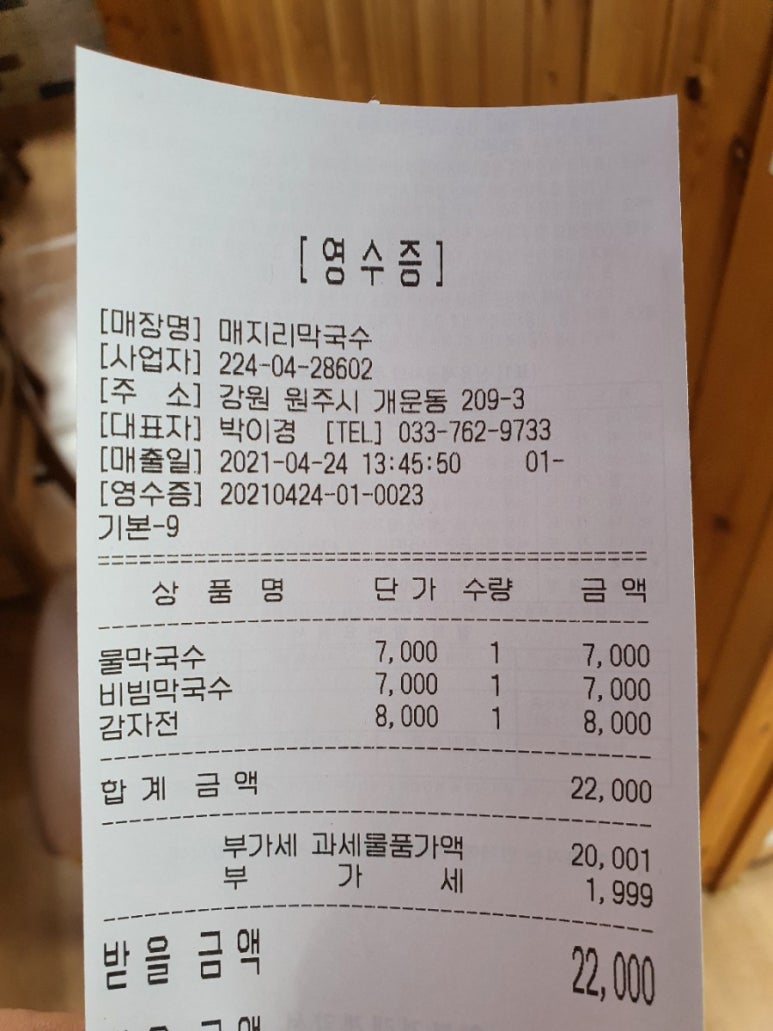 [영수증]
[매장명] 매지리막국수
[사업자] 224-04-28602
[주 소] 강원 원주시 개운동 209-3
[대표자] 박이경 [TEL] 033-762-9733
[매출일] 2021-04-24 13:45:50 01-
[영수증] 20210424-01-0023
기본-9
상 품 명 단 가 수량 금 액
물막국수 7,000 1 7,000
비빔막국수 7,000 1 7,000
감자전 8,000 1 8,000
합 계 금 액 22,000
부가세 과세물품가액 20,001
부 가 세 1,999
받 을 금 액 22,000